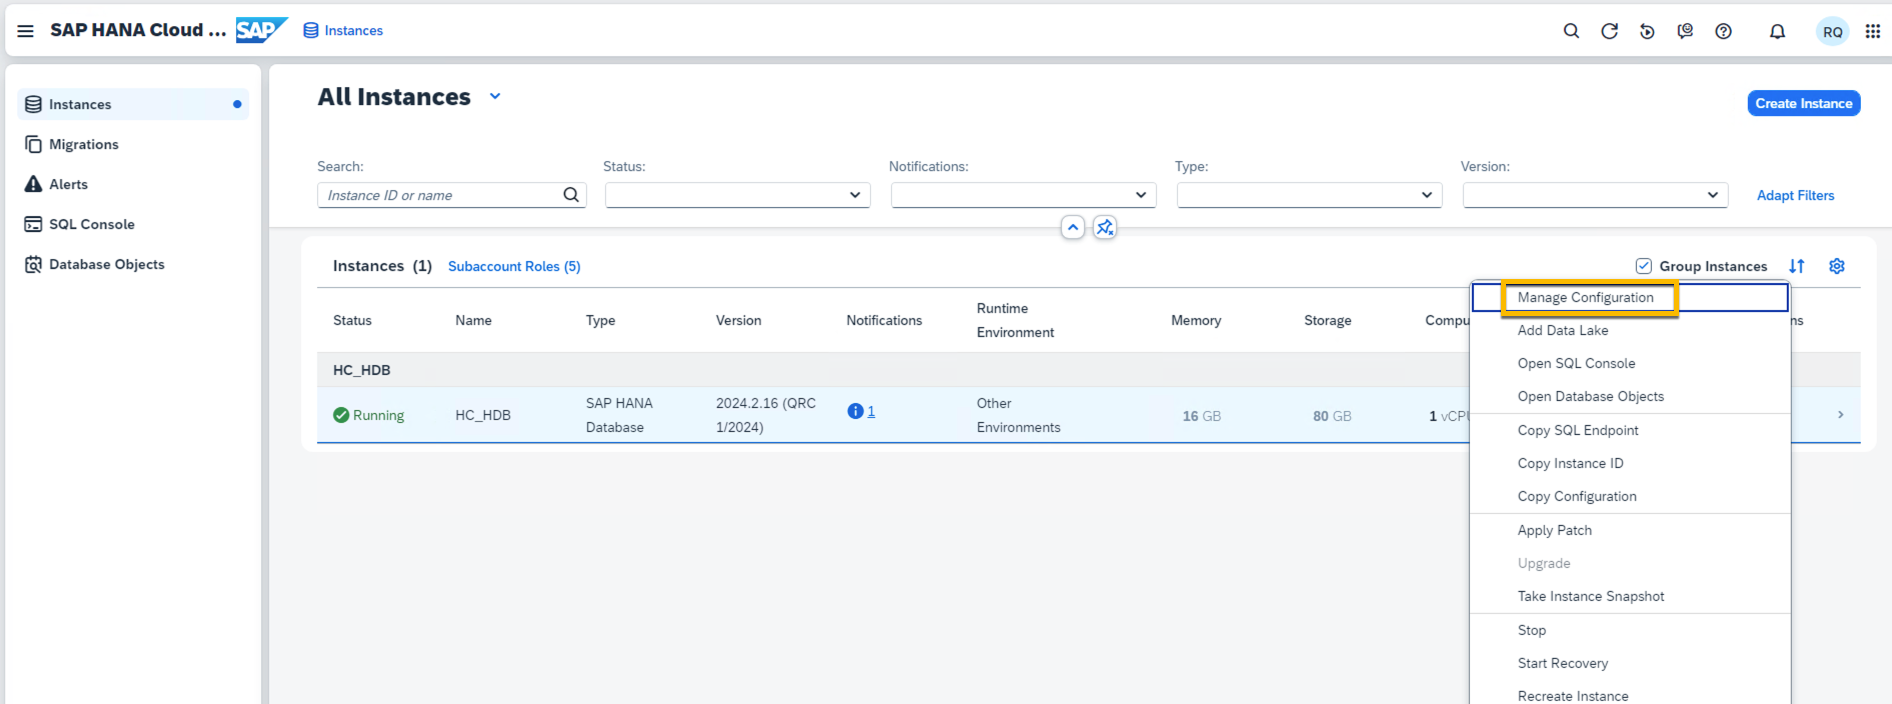 SAP HANA Cloud ... SAP Instances RQ
Instances
Migrations
Alerts
SQL Console
Database Objects
All Instances
Create Instance
Search: Status: Notifications: Type: Version:
Instance ID or name
Adapt Filters
Instances (1) Subaccount Roles (5) Group Instances
Status Name Type Version Notifications Runtime Environment Memory Storage Compu ns
HC_HDB
Running HC_HDB SAP HANA Database 2024.2.16 (QRC 1/2024) 1 Other Environments 16 GB 80 GB 1 vCPU
Manage Configuration
Add Data Lake
Open SQL Console
Open Database Objects
Copy SQL Endpoint
Copy Instance ID
Copy Configuration
Apply Patch
Upgrade
Take Instance Snapshot
Stop
Start Recovery
Recreate Instance